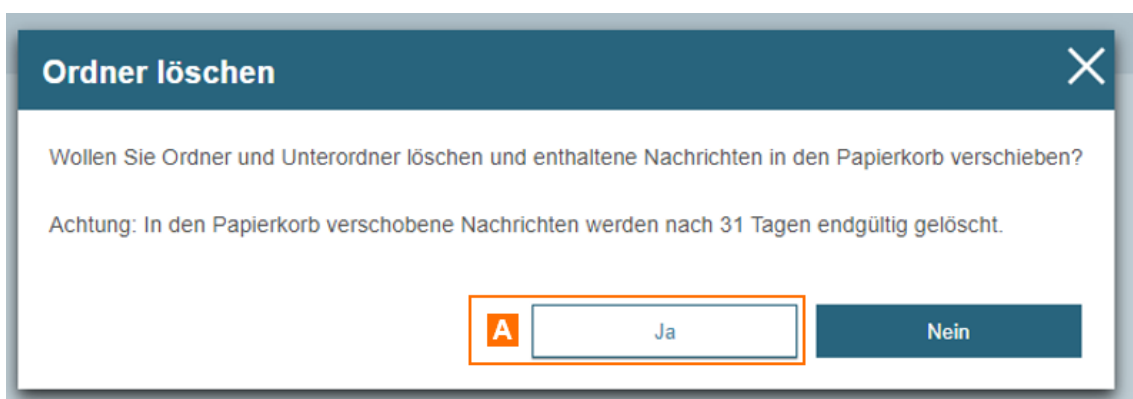 Ordner löschen
Wollen Sie Ordner und Unterordner löschen und enthaltene Nachrichten in den Papierkorb verschieben?
Achtung: In den Papierkorb verschobene Nachrichten werden nach 31 Tagen endgültig gelöscht.
A Ja Nein